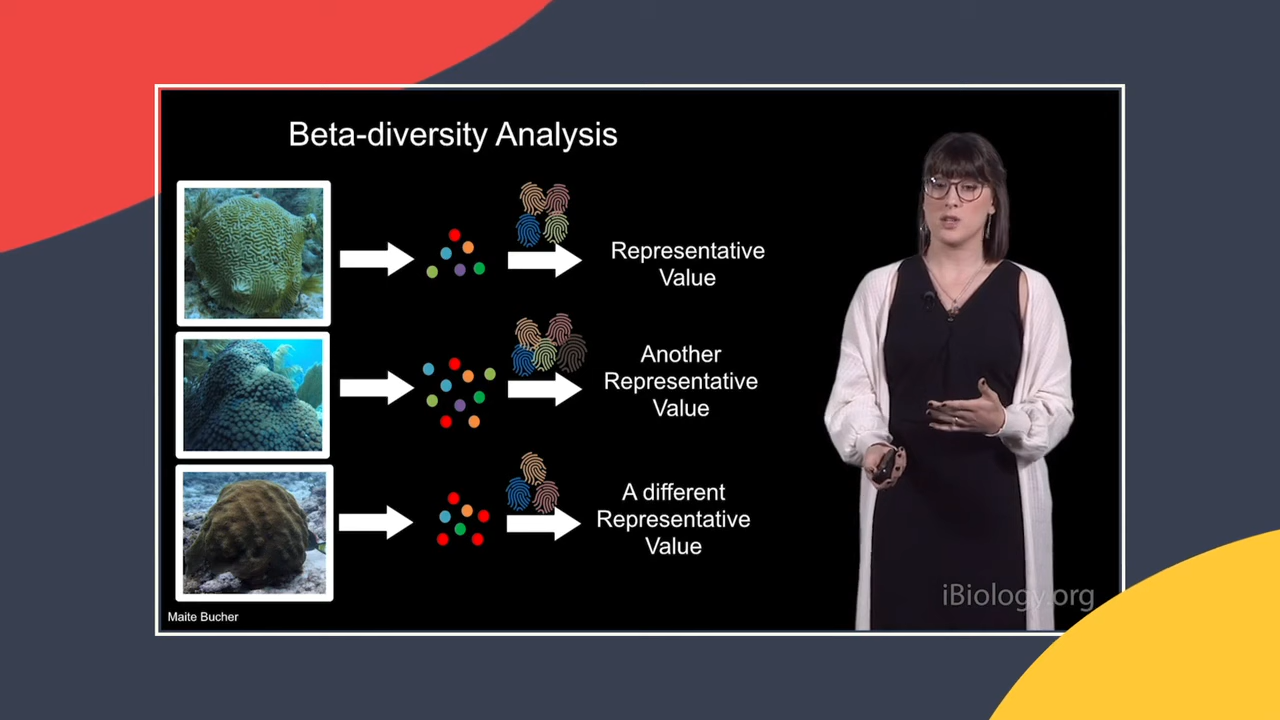 Beta-diversity Analysis
Representative
Value
Another
Representative
Value
A different
Representative
Value
Maite Bucher
iBiology.org